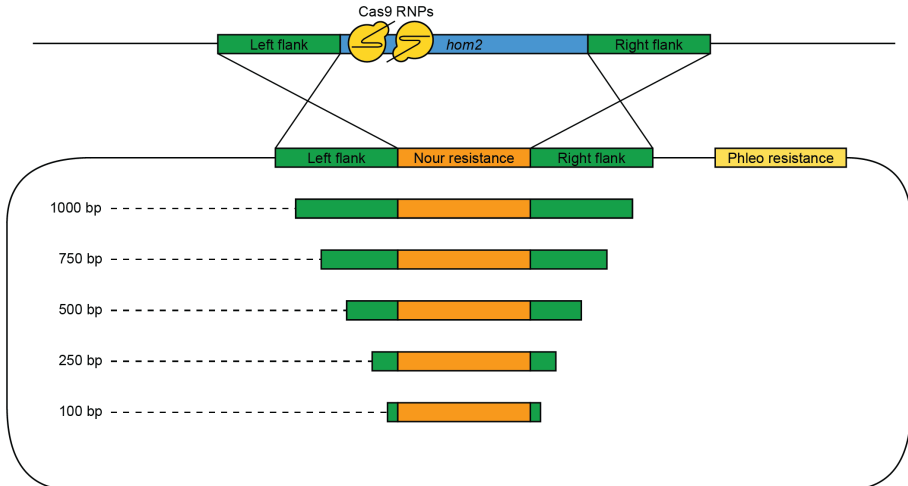 Cas9 RNPs
Left flank hom2 Right flank
Left flank Nour resistance Right flank Phleo resistance
1000 bp
750 bp
500 bp
250 bp
100 bp